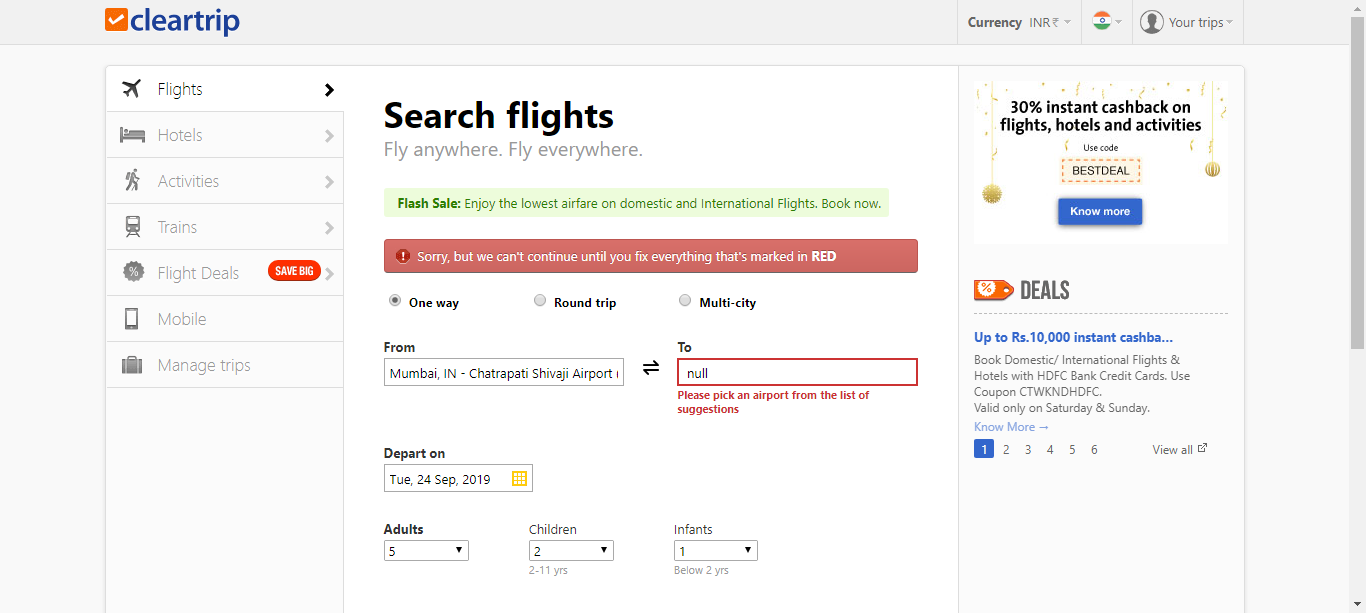 cleartrip
Currency INR ₹
Your trips
Flights
Hotels
Activities
Trains
Flight Deals SAVE BIG
Mobile
Manage trips
Search flights
Fly anywhere. Fly everywhere.
Flash Sale: Enjoy the lowest airfare on domestic and International Flights. Book now.
Sorry, but we can't continue until you fix everything that's marked in RED
One way Round trip Multi-city
From To
Mumbai, IN - Chatrapati Shivaji Airport ( null
Please pick an airport from the list of
suggestions
Depart on
Tue, 24 Sep, 2019
Adults Children Infants
5 2 1
2-11 yrs Below 2 yrs
30% instant cashback on
flights, hotels and activities
Use code
BESTDEAL
Know more
% DEALS
Up to Rs.10,000 instant cashba...
Book Domestic/ International Flights &
Hotels with HDFC Bank Credit Cards. Use
Coupon CTWKNDHDFC.
Valid only on Saturday & Sunday.
Know More →
1 2 3 4 5 6 View all